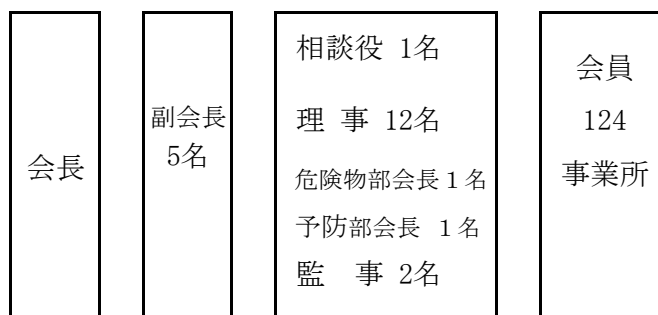 会長
副会長
5名
相談役 1名
理 事 12名
危険物部会長１名
予防部会長 １名
監　事 2名
会員
124
事業所